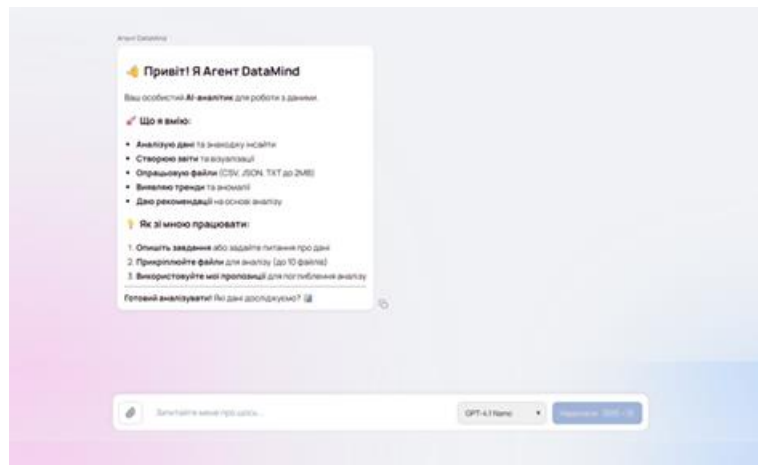 Агент DataMind
Привіт! Я Агент DataMind
Ваш особистий AI-аналітик для роботи з даними
Що я вмію:
Аналізую дані та знаходжу інсайти
Створюю звіти та візуалізації
Опрацьовую файли (CSV, JSON, TXT до 2MB)
Виявляю тренди та аномалії
Даю рекомендації на основі аналізу
Як зі мною працювати:
1. Опишіть завдання або задайте питання про дані
2. Прикріплюйте файли для аналізу (до 10 файлів)
3. Використовуйте мої пропозиції для поглиблення аналізу
Готовий аналізувати! Які дані досліджуємо?
Запитайте мене про щось...
GPT-4.1 Nano